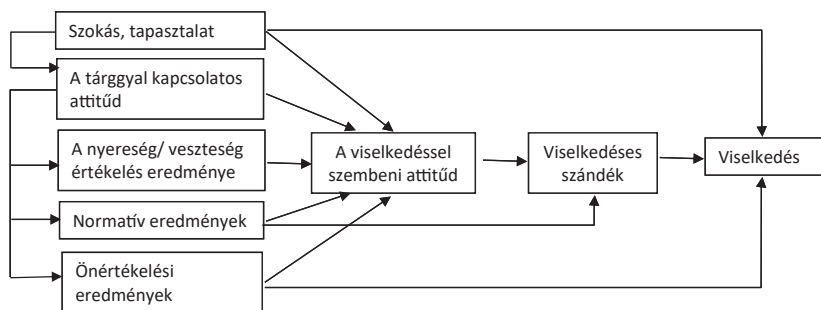 Szokás, tapasztalat
A tárggyal kapcsolatos
attitűd
A nyereség/ veszteség
értékelés eredménye
Normatív eredmények
Önértékelési
eredmények
A viselkedéssel
szembeni attitűd
Viselkedéses
szándék
Viselkedés